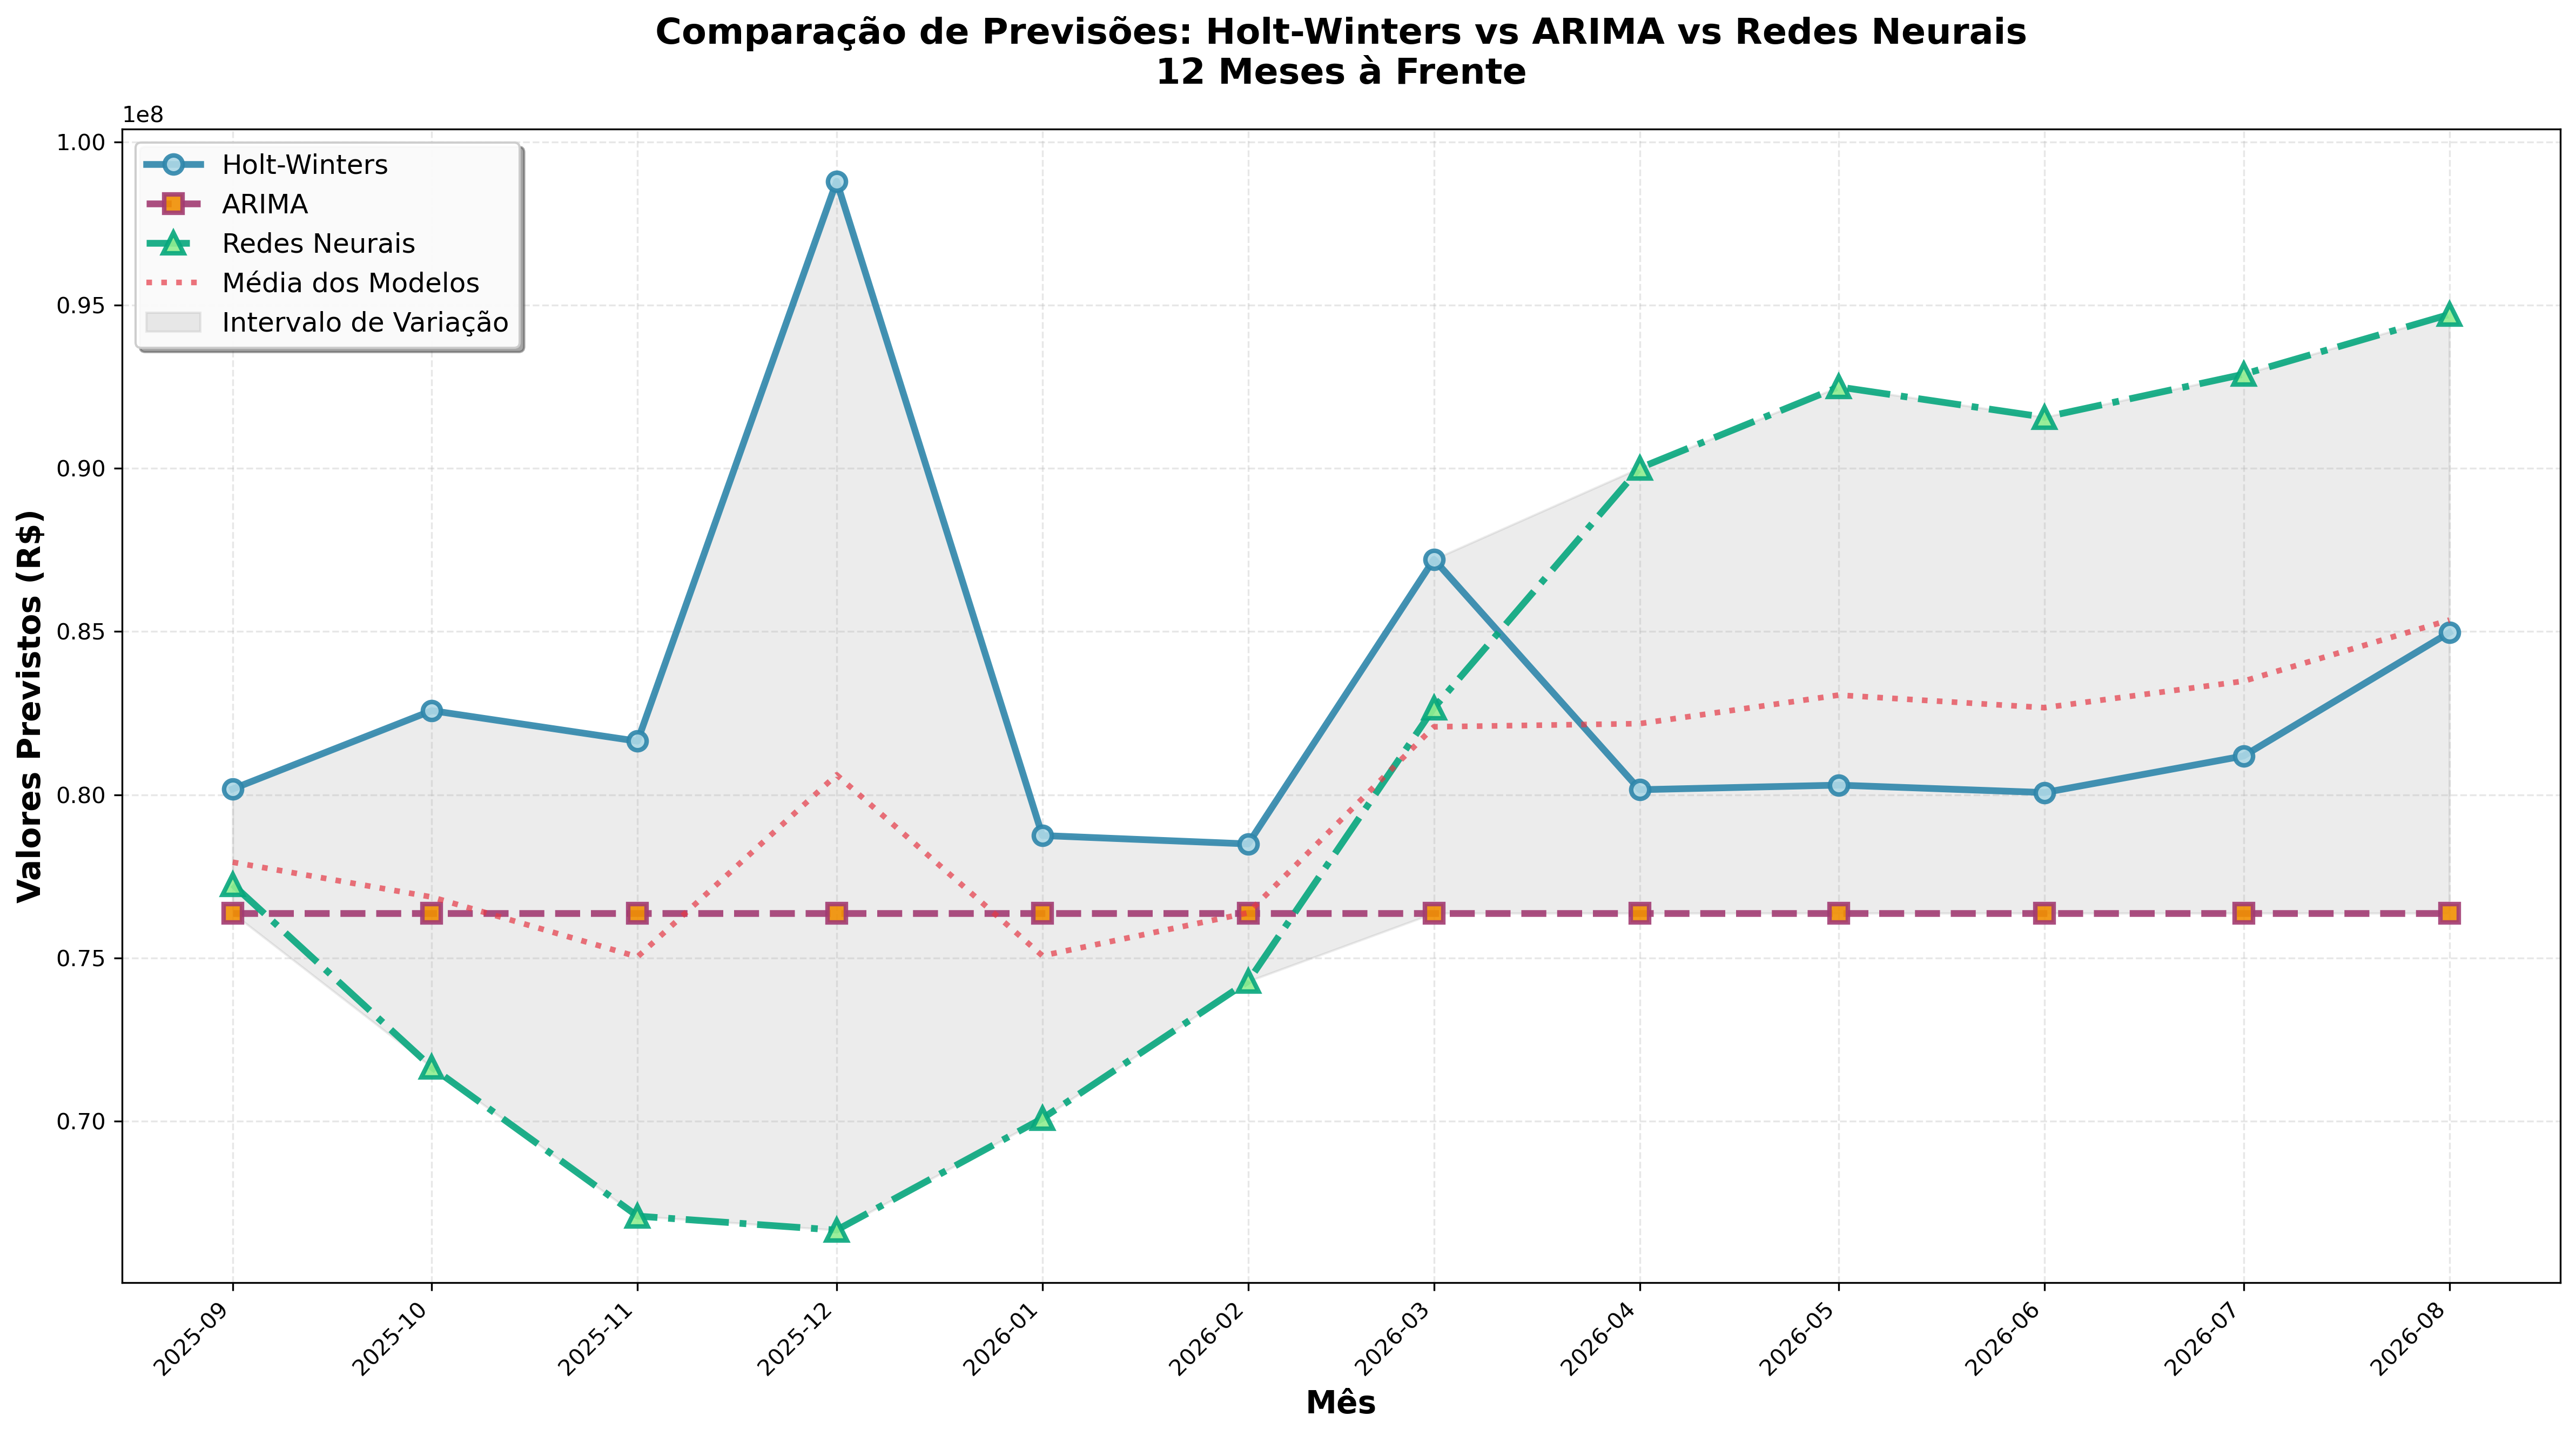 Comparação de Previsões: Holt-Winters vs ARIMA vs Redes Neurais
12 Meses à Frente
1e8
Holt-Winters
ARIMA
Redes Neurais
Média dos Modelos
Intervalo de Variação
Valores Previstos (R$)
1.00
0.95
0.90
0.85
0.80
0.75
0.70
2025-09
2025-10
2025-11
2025-12
2026-01
2026-02
2026-03
2026-04
2026-05
2026-06
2026-07
2026-08
Mês